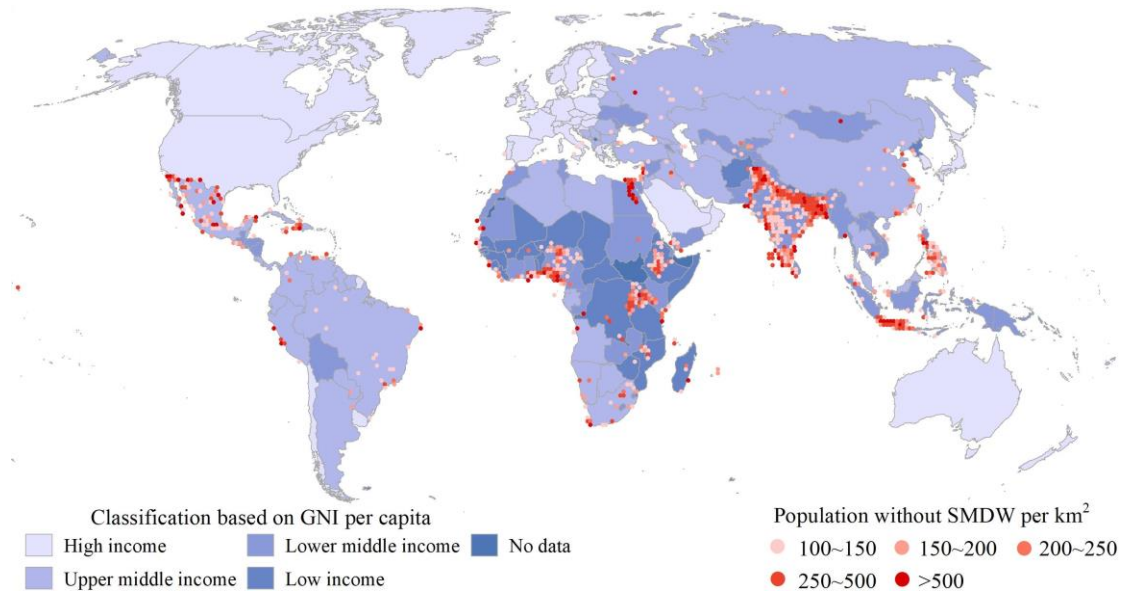 Classification based on GNI per capita
High income
Lower middle income
No data
Upper middle income
Low income
Population without SMDW per km²
100~150
150~200
200~250
250~500
>500